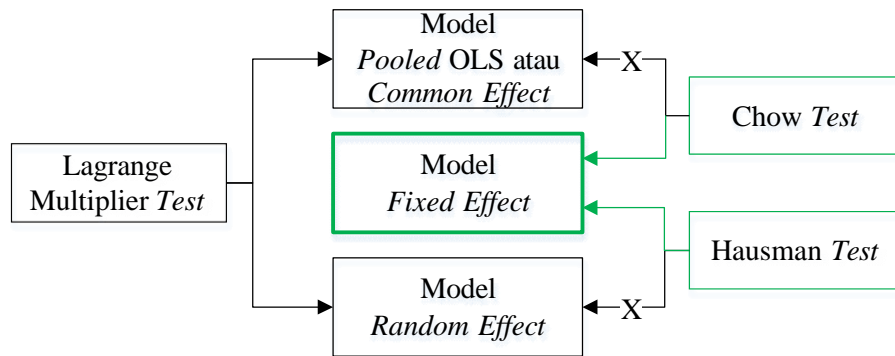 Model
Pooled OLS atau
Common Effect
X
Chow Test
Lagrange
Multiplier Test
Model
Fixed Effect
Hausman Test
Model
Random Effect
X